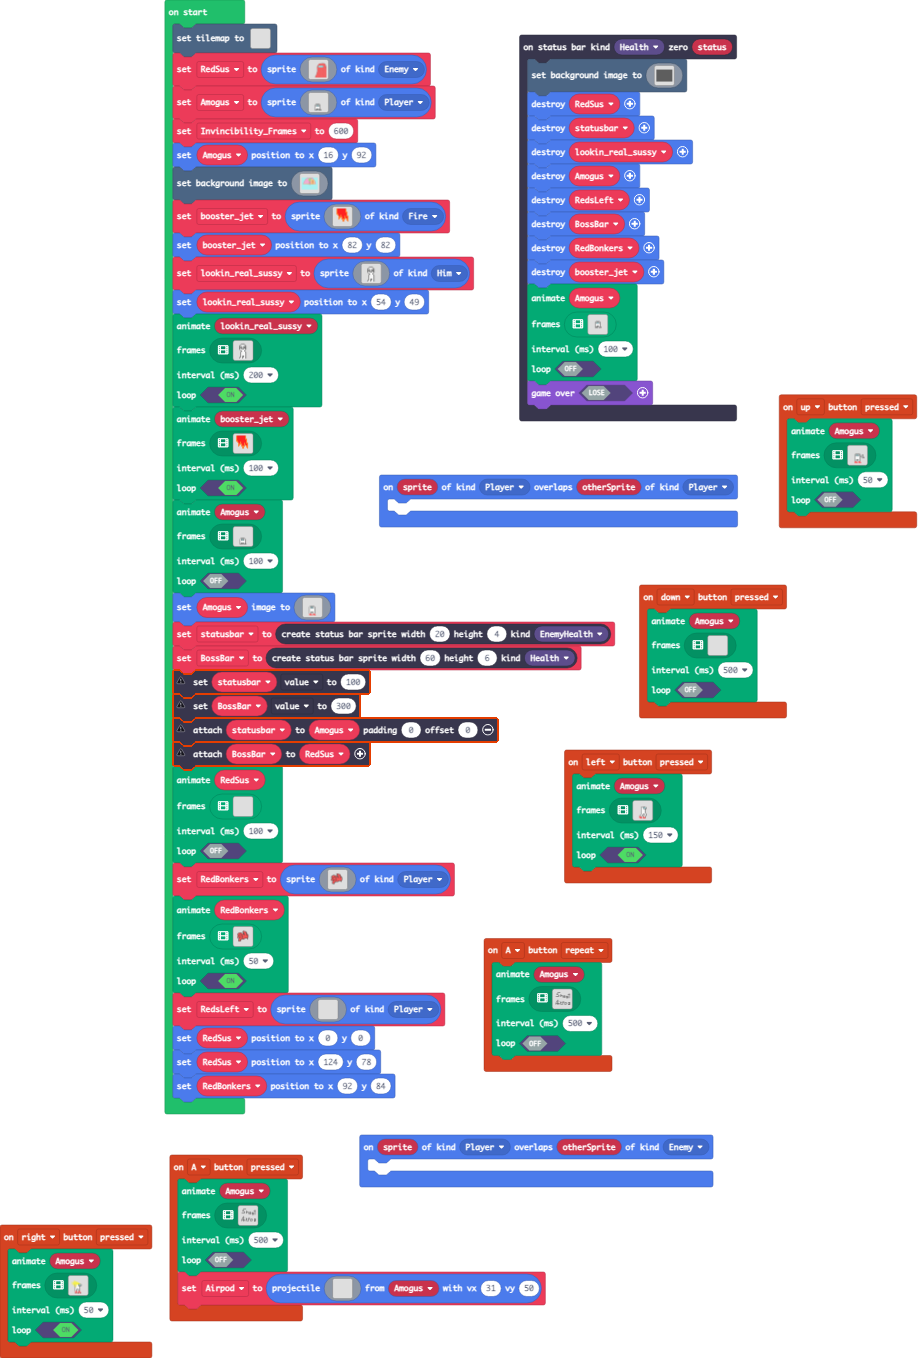 on start
set tilemap to
set RedSus to sprite of kind Enemy
set Amogus to sprite of kind Player
set Invincibility_Frames to 600
set Amogus position to x 16 y 92
set background image to
set booster_jet to sprite of kind Fire
set booster_jet position to x 82 y 82
set lookin_real_sussy to sprite of kind Him
set lookin_real_sussy position to x 54 y 49
animate lookin_real_sussy
frames
interval (ms) 200
loop ON
animate booster_jet
frames
interval (ms) 100
loop ON
animate Amogus
frames
interval (ms) 100
loop OFF
set Amogus image to
set statusbar to create status bar sprite width 20 height 4 kind EnemyHealth
set BossBar to create status bar sprite width 60 height 6 kind Health
set statusbar value to 100
set BossBar value to 300
attach statusbar to Amogus padding 0 offset 0
attach BossBar to RedSus
animate RedSus
frames
interval (ms) 100
loop OFF
set RedBonkers to sprite of kind Player
animate RedBonkers
frames
interval (ms) 50
loop ON
set RedsLeft to sprite of kind Player
set RedSus position to x 0 y 0
set RedSus position to x 124 y 78
set RedBonkers position to x 92 y 84
on status bar kind Health zero status
set background image to
destroy RedSus
destroy statusbar
destroy lookin_real_sussy
destroy Amogus
destroy RedsLeft
destroy BossBar
destroy RedBonkers
destroy booster_jet
animate Amogus
frames
interval (ms) 100
loop OFF
game over LOSE
on up button pressed
animate Amogus
frames
interval (ms) 50
loop OFF
on sprite of kind Player overlaps otherSprite of kind Player
on down button pressed
animate Amogus
frames
interval (ms) 500
loop OFF
on left button pressed
animate Amogus
frames
interval (ms) 150
loop ON
on A button repeat
animate Amogus
frames
interval (ms) 500
loop OFF
on sprite of kind Player overlaps otherSprite of kind Enemy
on A button pressed
animate Amogus
frames
interval (ms) 500
loop OFF
set Airpod to projectile from Amogus with vx 31 vy 50
on right button pressed
animate Amogus
frames
interval (ms) 50
loop ON